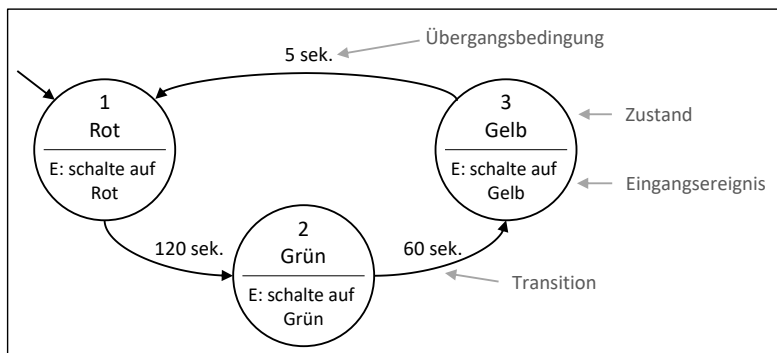 Übergangsbedingung
5 sek.
1
Rot
E: schalte auf
Rot
3
Gelb
E: schalte auf
Gelb
Zustand
Eingangsereignis
120 sek.
2
Grün
E: schalte auf
Grün
60 sek.
Transition